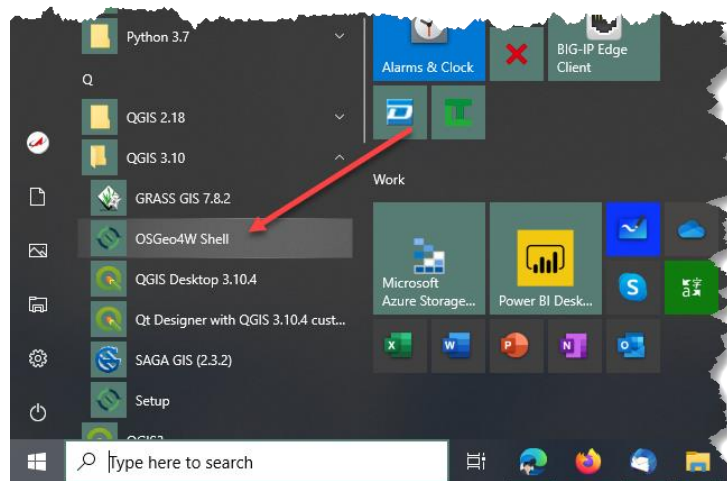 Python 3.7
Q
QGIS 2.18
QGIS 3.10
GRASS GIS 7.8.2
OSGeo4W Shell
QGIS Desktop 3.10.4
Qt Designer with QGIS 3.10.4 cust...
SAGA GIS (2.3.2)
Setup
Alarms & Clock
BIG-IP Edge
Client
Work
Microsoft
Azure Storage...
Power BI Desk...
Type here to search